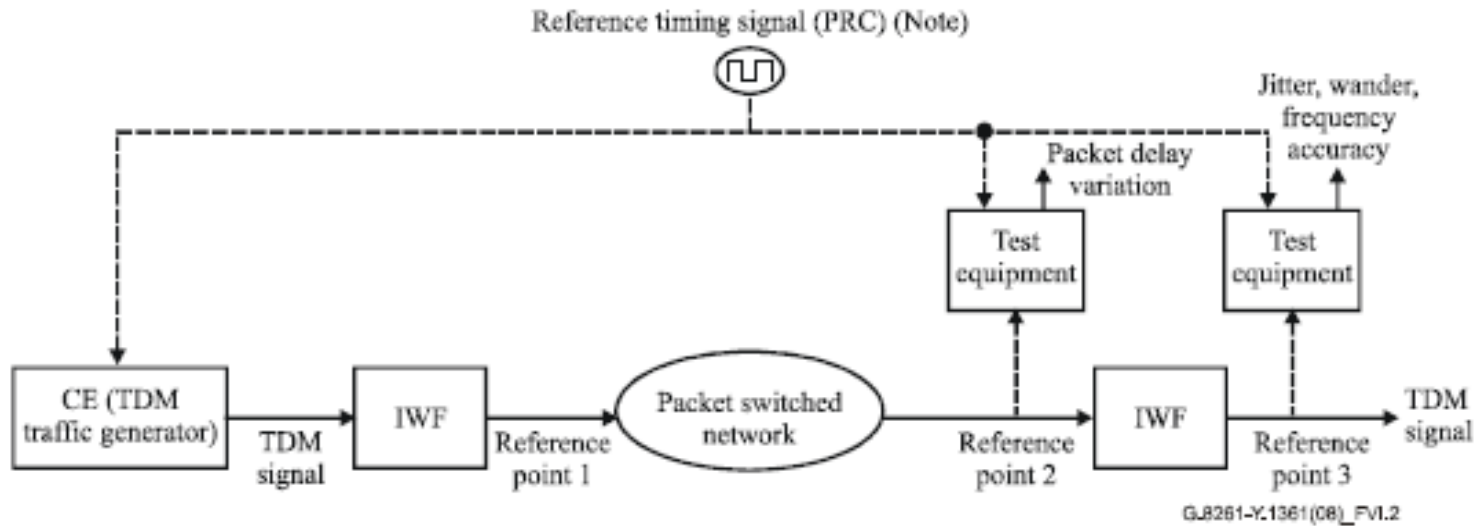 Reference timing signal (PRC) (Note)
Jitter, wander,
frequency
accuracy
Packet delay
variation
Test
equipment
Test
equipment
CE (TDM
traffic generator)
TDM
signal
IWF
Reference
point 1
Packet switched
network
Reference
point 2
IWF
Reference
point 3
TDM
signal
G.8261-Y.1361(08)_FVI.2